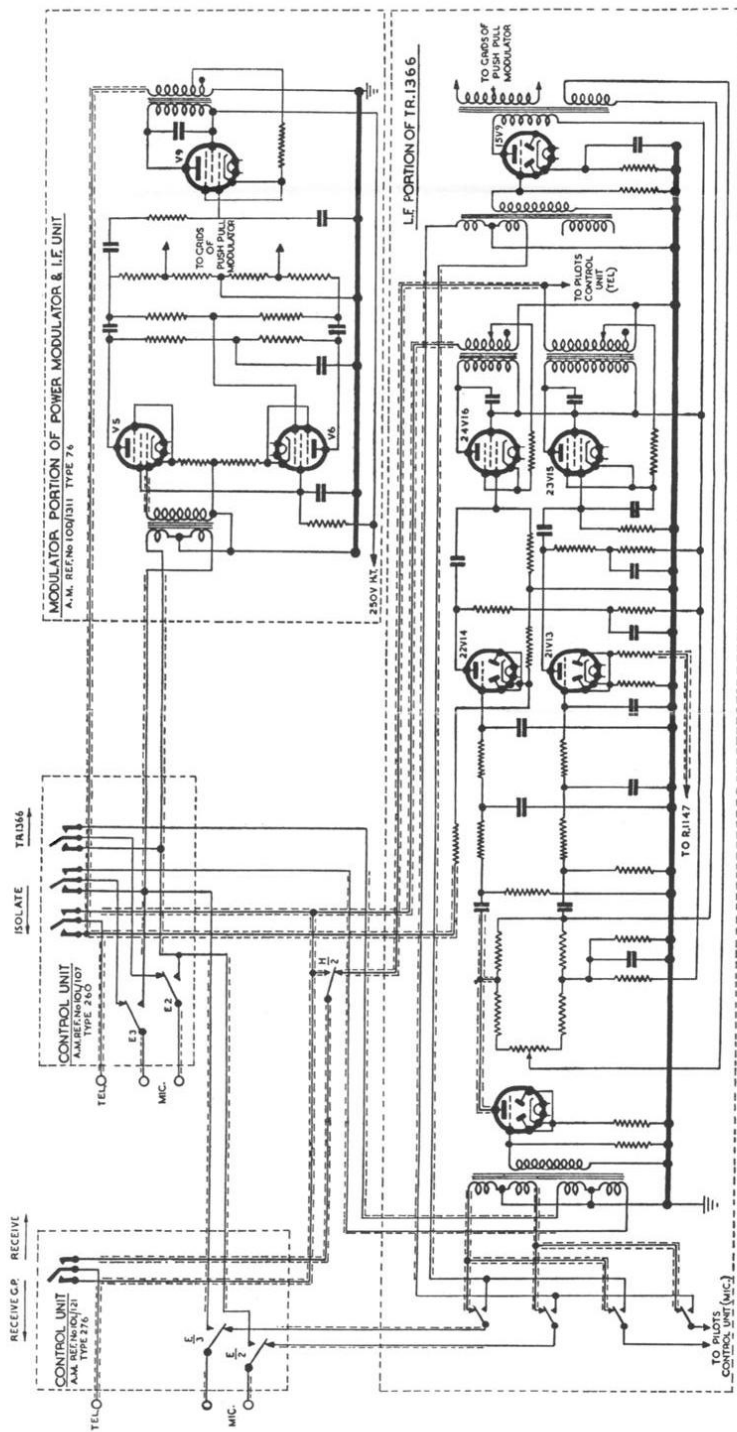 MODULATOR PORTION OF POWER MODULATOR & I.F. UNIT
A.M. REF. No 10D/1311 TYPE 76
V5
V6
V9
TO GRIDS
OF
PUSH PULL
MODULATOR
250V H.T.
L.F. PORTION OF TR.1366
TO GRIDS OF
PUSH PULL
MODULATOR
15V9
TO PILOTS
CONTROL
UNIT
(TEL)
24V16
23V15
22V14
21V13
TO R.1147
TO PILOTS
CONTROL UNIT (MIC.)
ISOLATE
TR1366
CONTROL UNIT
A.M. REF. No 10L/107
TYPE 260
TEL
MIC.
E3
E2
H
2
RECEIVE G.P.
RECEIVE
CONTROL UNIT
A.M. REF. No 10L/121
TYPE 276
TEL.
MIC.
E
3
E
2